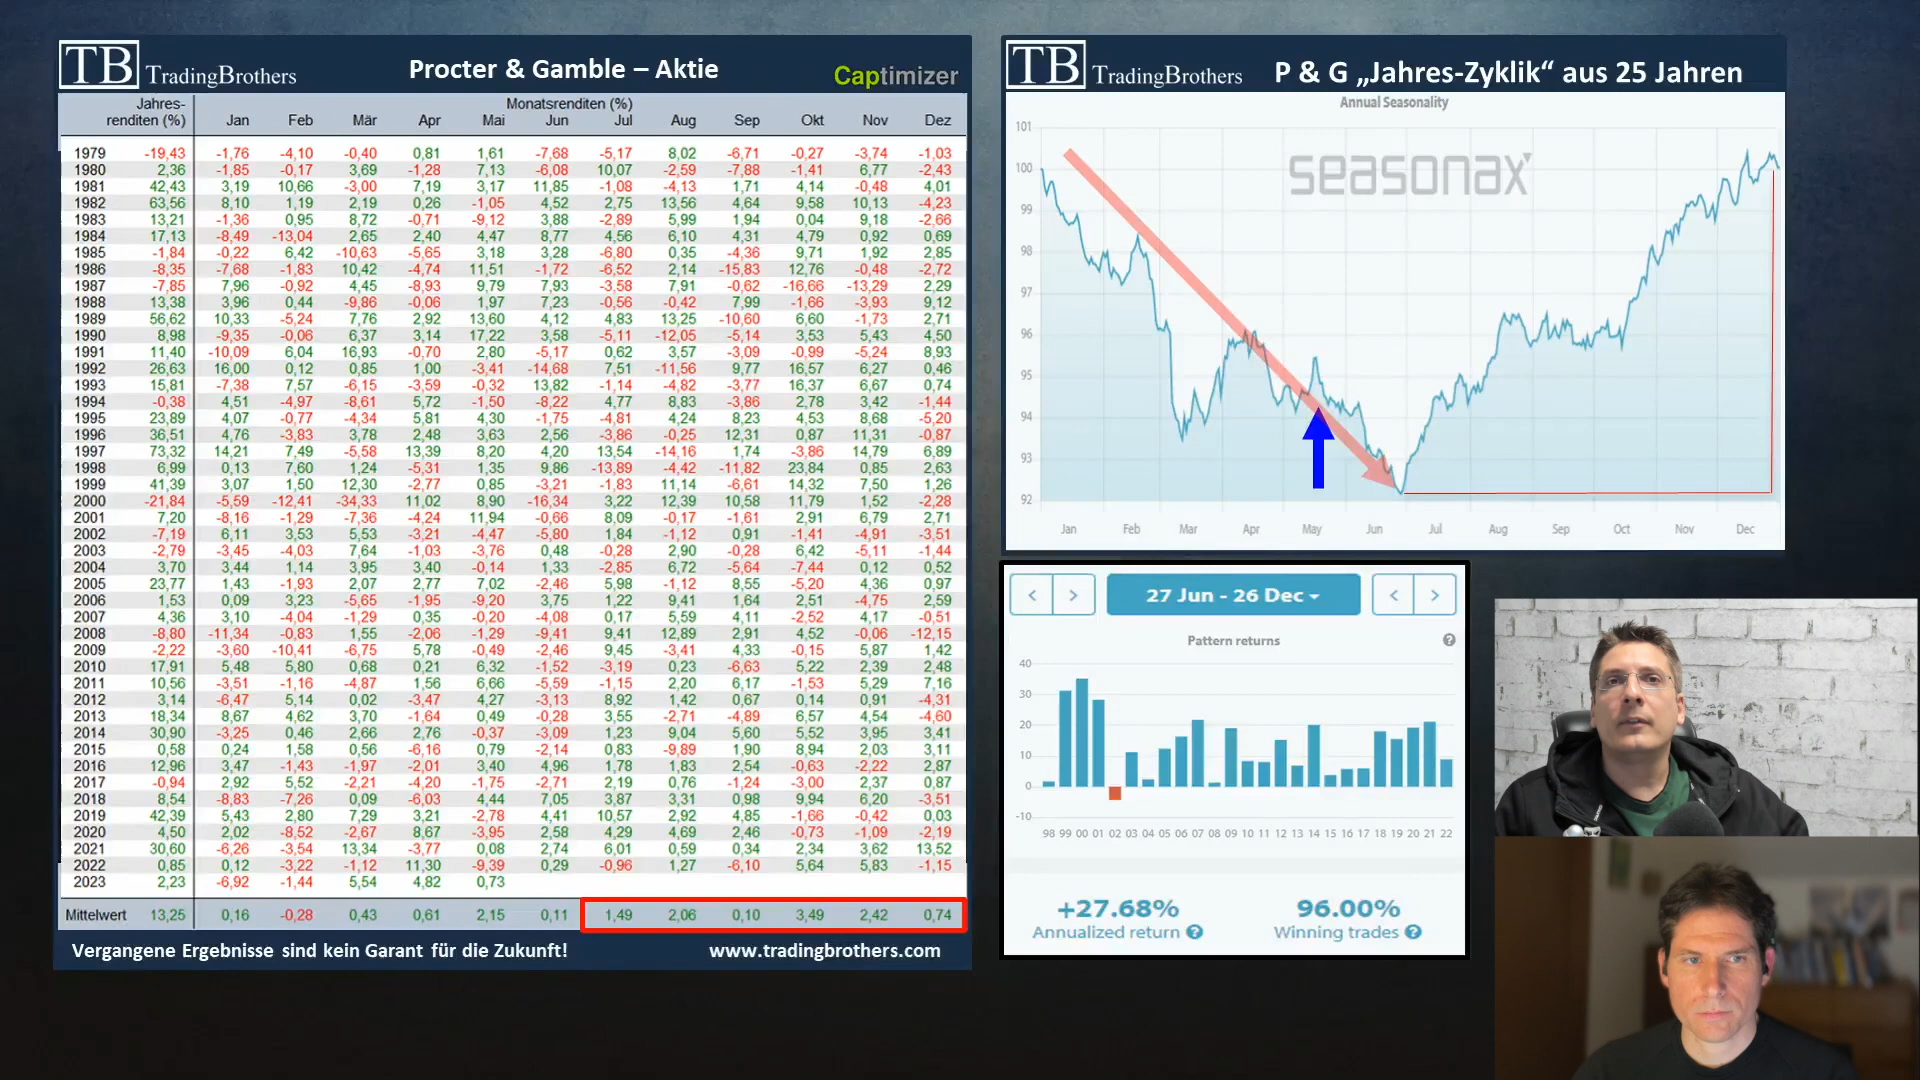 TB TradingBrothers
Procter & Gamble – Aktie
Captimizer
Jahres- Monatsrenditen (%)
renditen (%) Jan Feb Mär Apr Mai Jun Jul Aug Sep Okt Nov Dez
1979 -19,43 -1,76 -4,10 -0,40 0,81 1,61 -7,68 -5,17 8,02 -6,71 -0,27 -3,74 -1,03
1980 2,36 -1,85 -0,17 3,69 -1,28 7,13 -6,08 10,07 -2,59 -7,88 -1,41 6,77 -2,43
1981 42,43 3,19 10,66 -3,00 7,19 3,17 11,85 -1,08 -4,13 1,71 4,14 -0,48 4,01
1982 63,56 8,10 1,19 2,19 0,26 -1,05 4,52 2,75 13,56 4,64 9,58 10,13 -4,23
1983 13,21 -1,36 0,95 8,72 -0,71 -9,12 3,88 -2,89 5,99 1,94 0,04 9,18 -2,66
1984 17,13 -8,49 -13,04 2,65 2,40 4,47 8,77 4,56 6,10 4,31 4,79 0,92 0,69
1985 -1,84 -0,22 6,42 -10,63 -5,65 3,18 3,28 -6,80 0,35 -4,36 9,71 1,92 2,85
1986 -8,35 -7,68 -1,83 10,42 -4,74 11,51 -1,72 -6,52 2,14 -15,83 12,76 -0,48 -2,72
1987 -7,85 7,96 -0,92 4,45 -8,93 9,79 7,93 -3,58 7,91 -0,62 -16,66 -13,29 2,29
1988 13,38 3,96 0,44 -9,86 -0,06 1,97 7,23 -0,56 -0,42 7,99 -1,66 -3,93 9,12
1989 56,62 10,33 -5,24 7,76 2,92 13,60 4,12 4,83 13,25 -10,60 6,60 -1,73 2,71
1990 8,98 -9,35 -0,06 6,37 3,14 17,22 3,58 -5,11 -12,05 -5,14 3,53 5,43 4,50
1991 11,40 -10,09 6,04 16,93 -0,70 2,80 -5,17 0,62 3,57 -3,09 -0,99 -5,24 8,93
1992 26,63 16,00 0,12 0,85 1,00 -3,41 -14,68 7,51 -11,56 9,77 16,57 6,27 0,46
1993 15,81 -7,38 7,57 -6,15 -3,59 -0,32 13,82 -1,14 -4,82 -3,77 16,37 6,67 0,74
1994 -0,38 4,51 -4,97 -8,61 5,72 -1,50 -8,22 4,77 8,83 -3,86 2,78 3,42 -1,44
1995 23,89 4,07 -0,77 -4,34 5,81 4,30 -1,75 -4,81 4,24 8,23 4,53 8,68 -5,20
1996 36,51 4,76 -3,83 3,78 2,48 3,63 2,56 -3,86 -0,25 12,31 0,87 11,31 -0,87
1997 73,32 14,21 7,49 -5,58 13,39 8,20 4,20 13,54 -14,16 1,74 -3,86 14,79 6,89
1998 6,99 0,13 7,60 1,24 -5,31 1,35 9,86 -13,89 -4,42 -11,82 23,84 0,85 2,63
1999 41,39 3,07 1,50 12,30 -2,77 0,85 -3,21 -1,83 11,14 -6,61 14,32 7,50 1,26
2000 -21,84 -5,59 -12,41 -34,33 11,02 8,90 -16,34 3,22 12,39 10,58 11,79 1,52 -2,28
2001 7,20 -8,16 -1,29 -7,36 -4,24 11,94 -0,66 8,09 -0,17 -1,61 2,91 6,79 2,71
2002 -7,19 6,11 3,53 5,53 -3,21 -4,47 -5,80 1,84 -1,12 0,91 -1,41 -4,91 -3,51
2003 -2,79 -3,45 -4,03 7,64 -1,03 -3,76 0,48 -0,28 2,90 -0,28 6,42 -5,11 -1,44
2004 3,70 3,44 1,14 3,95 3,40 -0,14 1,33 -2,85 6,72 -5,64 -7,44 0,12 0,52
2005 23,77 1,43 -1,93 2,07 2,77 7,02 -2,46 5,98 -1,12 8,55 -5,20 4,36 0,97
2006 1,53 0,09 3,23 -5,65 -1,95 -9,20 3,75 1,22 9,41 1,64 2,51 -4,75 2,59
2007 4,36 3,10 -4,04 -1,29 0,35 -0,20 -4,08 0,17 5,59 4,11 -2,52 4,17 -0,51
2008 -8,80 -11,34 -0,83 1,55 -2,06 -1,29 -9,41 9,41 12,89 2,91 4,52 -0,06 -12,15
2009 -2,22 -3,60 -10,41 -6,75 5,78 -0,49 -2,46 9,45 -3,41 4,33 -0,15 5,87 1,42
2010 17,91 5,48 5,80 0,68 0,21 6,32 -1,52 -3,19 0,23 -6,63 5,22 2,39 2,48
2011 10,56 -3,51 -1,16 -4,87 1,56 6,66 -5,59 -1,15 2,20 6,17 -1,53 5,29 7,16
2012 3,14 -6,47 5,14 0,02 -3,47 4,27 -3,13 8,92 1,42 0,67 0,14 0,91 -4,31
2013 18,34 8,67 4,62 3,70 -1,64 0,49 -0,28 3,55 -2,71 -4,89 6,57 4,54 -4,60
2014 30,90 -3,25 0,46 2,66 2,76 -0,37 -3,09 1,23 9,04 5,60 5,52 3,95 3,41
2015 0,58 0,24 1,58 0,56 -6,16 0,79 -2,14 0,83 -9,89 1,90 8,94 2,03 3,11
2016 12,96 3,47 -1,43 -1,97 -2,01 3,40 4,96 1,78 1,83 2,54 -0,63 -2,22 2,87
2017 -0,94 2,92 5,52 -2,21 -4,20 -1,75 -2,71 2,19 0,76 -1,24 -3,00 2,37 0,87
2018 8,54 -8,83 -7,26 0,09 -6,03 4,44 7,05 3,87 3,31 0,98 9,94 6,20 -3,51
2019 42,39 5,43 2,80 7,29 3,21 -2,78 4,41 10,57 2,92 4,85 -1,66 -0,42 0,03
2020 4,50 2,02 -8,52 -2,67 8,67 -3,95 2,58 4,29 4,69 2,46 -0,73 -1,09 -2,19
2021 30,60 -6,26 -3,54 13,34 -3,77 0,08 2,74 6,01 0,59 0,34 2,34 3,62 13,52
2022 0,85 0,12 -3,22 -1,12 11,30 -9,39 0,29 -0,96 1,27 -6,10 5,64 5,83 -1,15
2023 2,23 -6,92 -1,44 5,54 4,82 0,73
Mittelwert 13,25 0,16 -0,28 0,43 0,61 2,15 0,11 1,49 2,06 0,10 3,49 2,42 0,74
Vergangene Ergebnisse sind kein Garant für die Zukunft! www.tradingbrothers.com
TB TradingBrothers
P & G „Jahres-Zyklik“ aus 25 Jahren
Annual Seasonality
seasonax
101
100
99
98
97
96
95
94
93
92
Jan Feb Mar Apr May Jun Jul Aug Sep Oct Nov Dec
27 Jun - 26 Dec
Pattern returns
40
30
20
10
0
-10
98 99 00 01 02 03 04 05 06 07 08 09 10 11 12 13 14 15 16 17 18 19 20 21 22
+27.68% 96.00%
Annualized return Winning trades